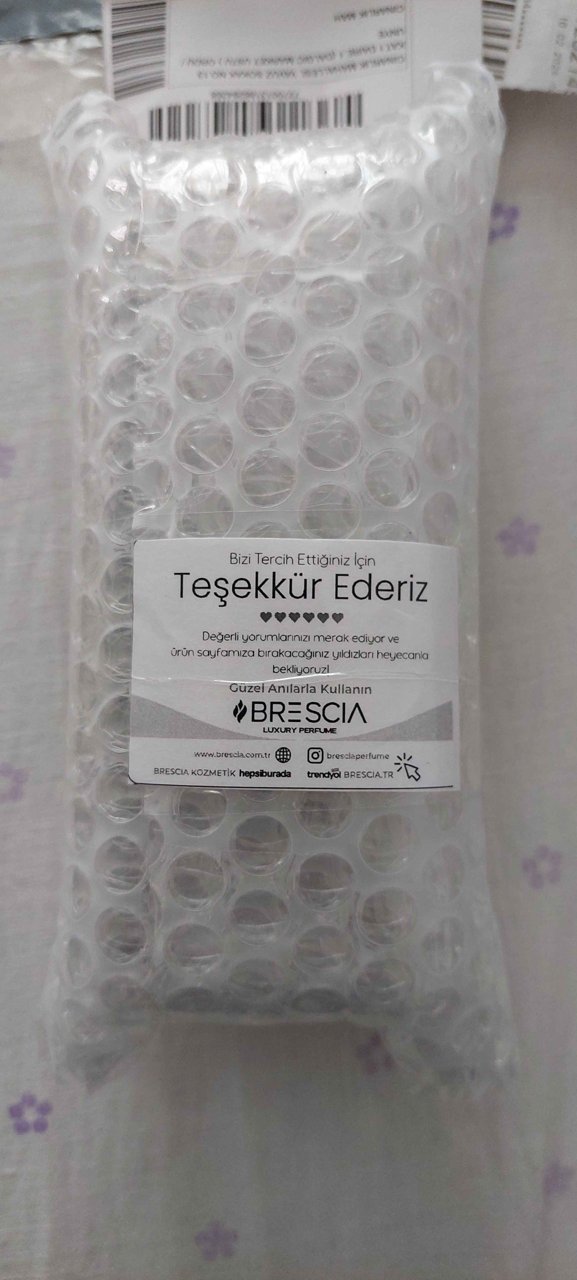 Bizi Tercih Ettiğiniz İçin
Teşekkür Ederiz
Değerli yorumlarınızı merak ediyor ve
ürün sayfamıza bırakacağınız yıldızları heyecanla
bekliyoruz!
Güzel Anılarla Kullanın
BRESCIA
LUXURY PERFUME
www.brescia.com.tr bresciaperfume
BRESCIA KOZMETİK hepsiburada trendyol BRESCIA.TR